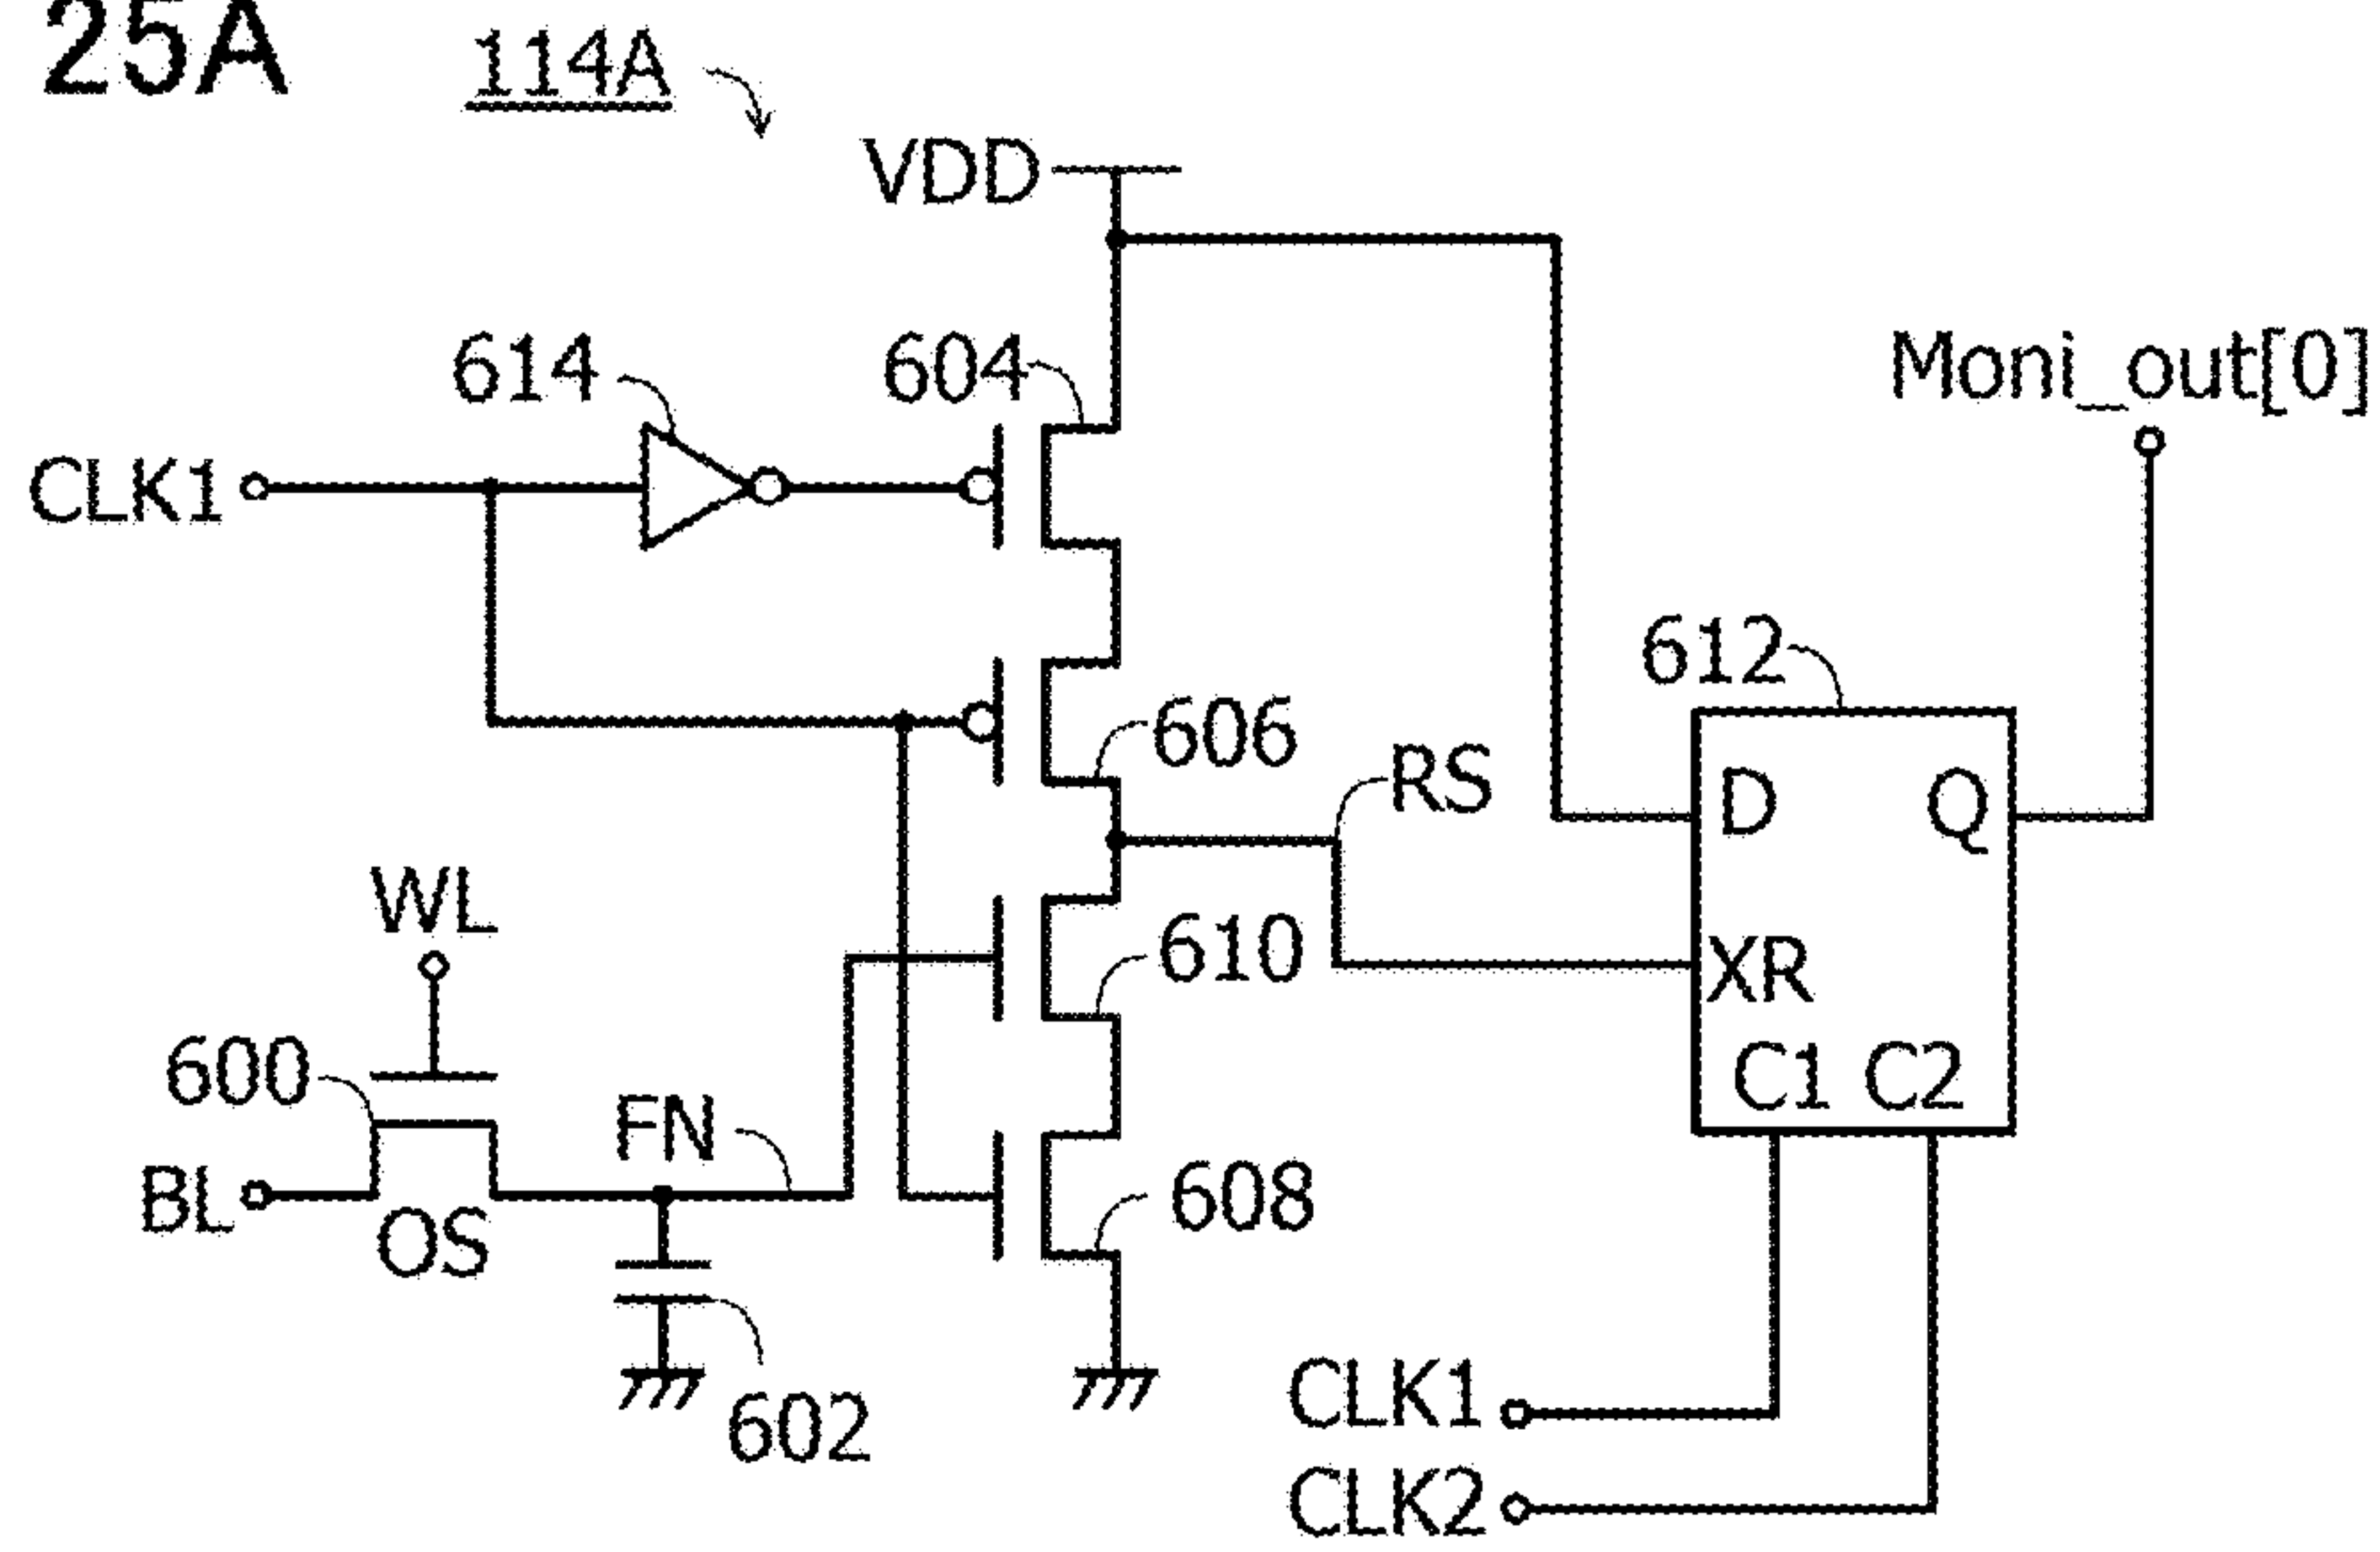 25A
114A
VDD
614
604
Moni_out[0]
CLK1
612
606
RS
D
Q
WL
610
XR
600
FN
C1
C2
BL
OS
608
602
CLK1
CLK2